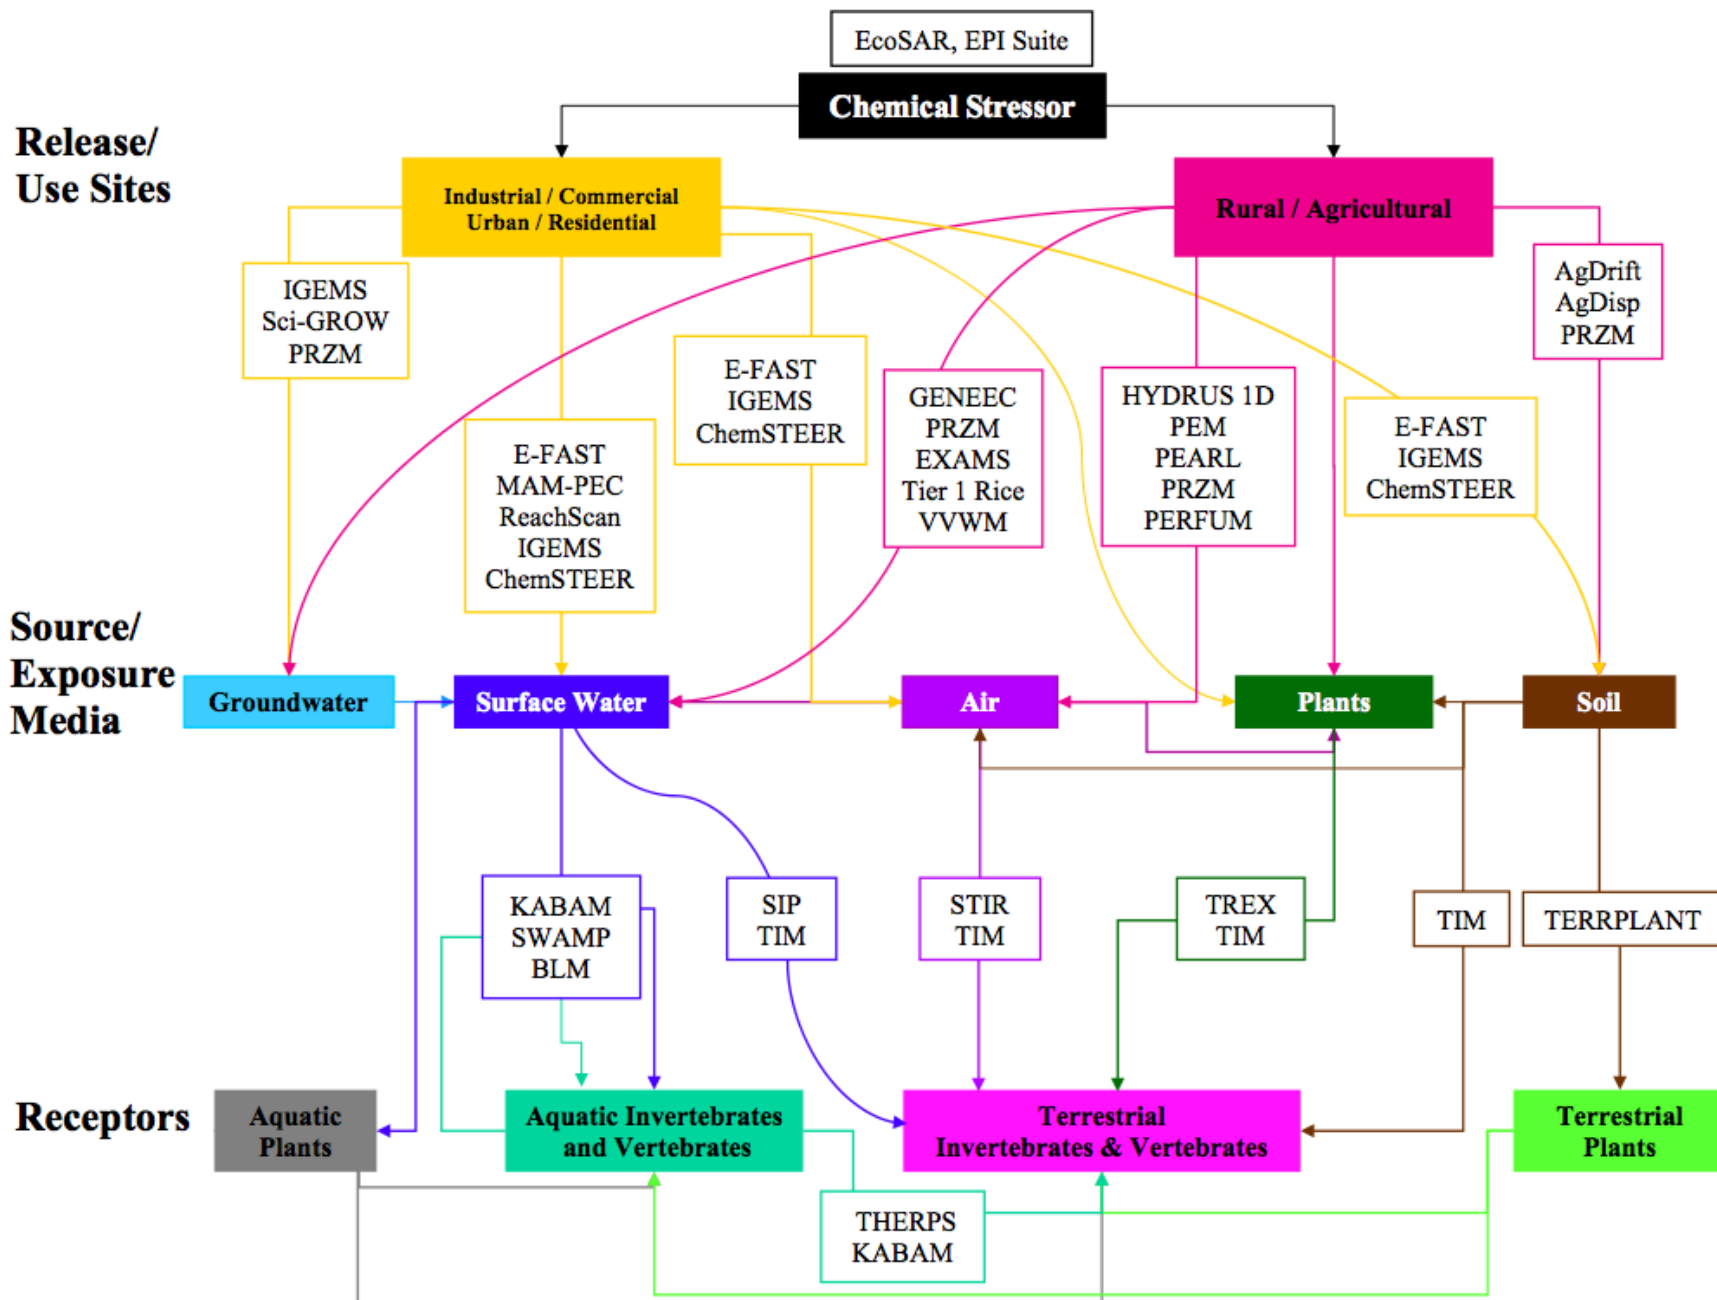 EcoSAR, EPI Suite
Chemical Stressor
Release/
Use Sites
Industrial / Commercial
Urban / Residential
Rural / Agricultural
IGEMS
Sci-GROW
PRZM
E-FAST
MAM-PEC
ReachScan
IGEMS
ChemSTEER
E-FAST
IGEMS
ChemSTEER
GENEEC
PRZM
EXAMS
Tier 1 Rice
VVWM
HYDRUS 1D
PEM
PEARL
PRZM
PERFUM
E-FAST
IGEMS
ChemSTEER
AgDrift
AgDisp
PRZM
Source/
Exposure
Media
Groundwater
Surface Water
Air
Plants
Soil
KABAM
SWAMP
BLM
SIP
TIM
STIR
TIM
TREX
TIM
TIM
TERRPLANT
Receptors
Aquatic
Plants
Aquatic Invertebrates
and Vertebrates
Terrestrial
Invertebrates & Vertebrates
Terrestrial
Plants
THERPS
KABAM